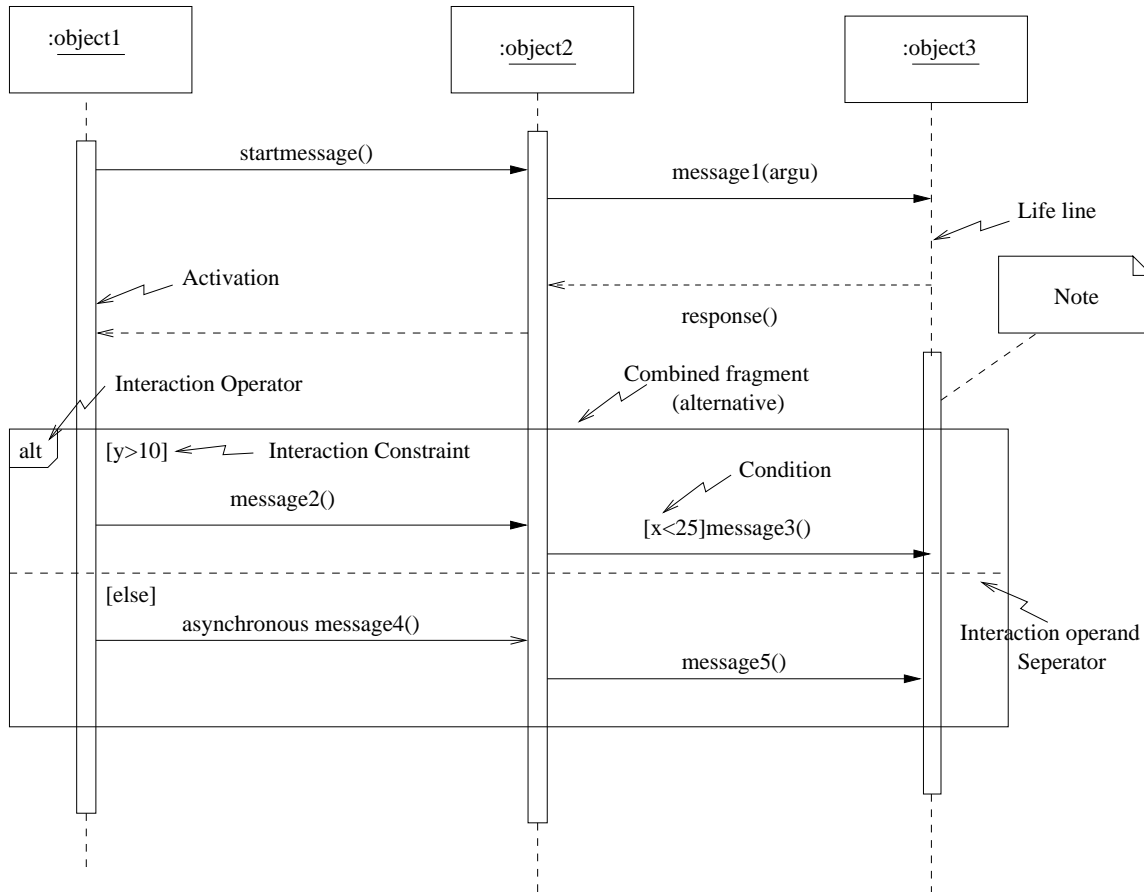 :object1
:object2
:object3
startmessage()
message1(argu)
Life line
Activation
Note
response()
Interaction Operator
Combined fragment
(alternative)
alt
[y>10]
Interaction Constraint
Condition
message2()
[x<25]message3()
[else]
asynchronous message4()
Interaction operand
Seperator
message5()